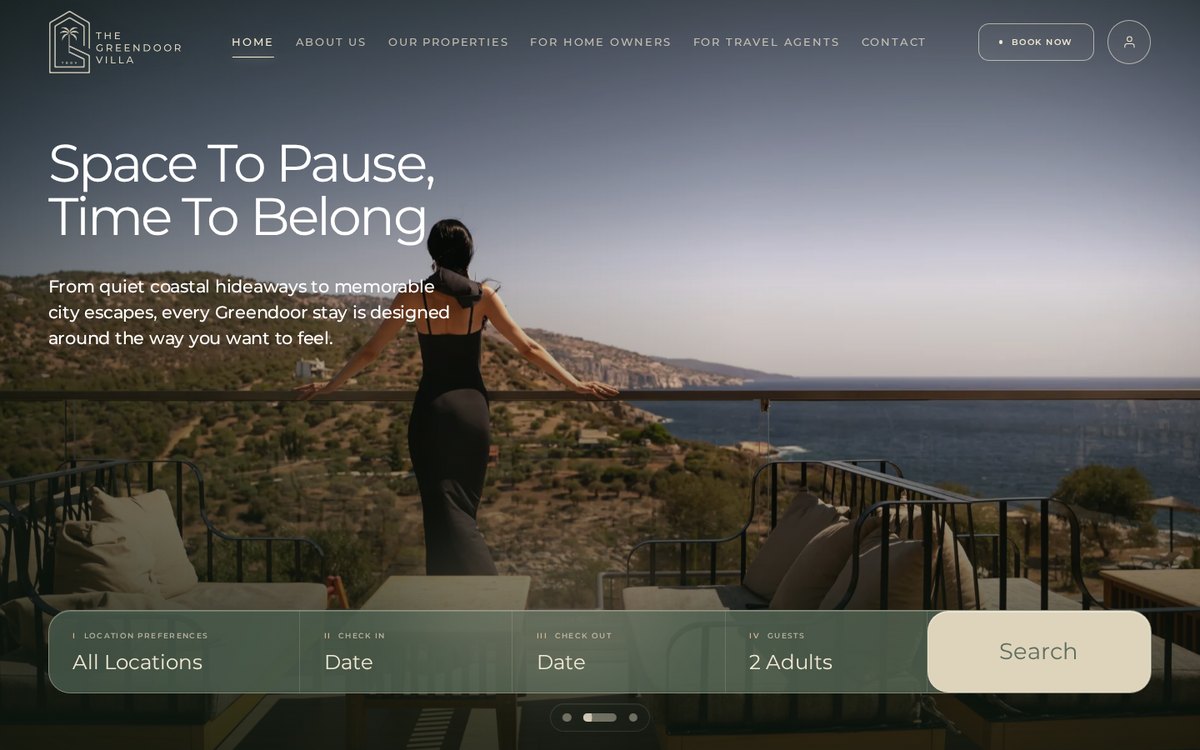 THE
GREENDOOR
VILLA
HOME
ABOUT US
OUR PROPERTIES
FOR HOME OWNERS
FOR TRAVEL AGENTS
CONTACT
BOOK NOW
Space To Pause,
Time To Belong
From quiet coastal hideaways to memorable
city escapes, every Greendoor stay is designed
around the way you want to feel.
I LOCATION PREFERENCES
All Locations
II CHECK IN
Date
III CHECK OUT
Date
IV GUESTS
2 Adults
Search